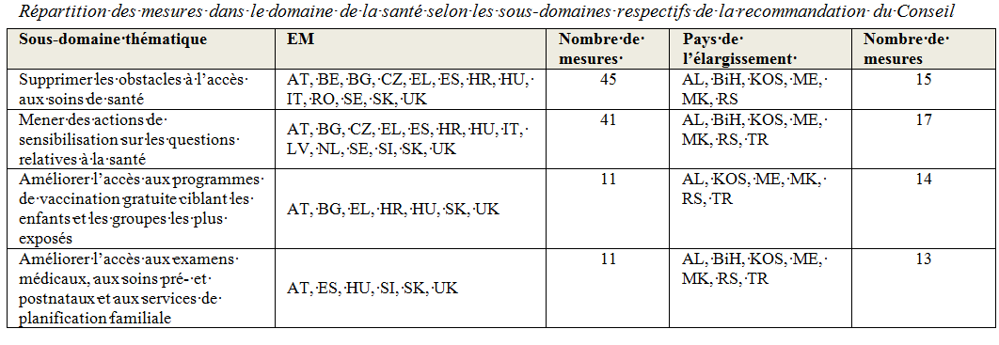 Répartition des mesures dans le domaine de la santé selon les sous-domaines respectifs de la recommandation du Conseil
Sous-domaine thématique
EM
Nombre de mesures
Pays de l’élargissement
Nombre de mesures
Supprimer les obstacles à l’accès
aux soins de santé
AT, BE, BG, CZ, EL, ES, HR, HU,
IT, RO, SE, SK, UK
45
AL, BiH, KOS, ME,
MK, RS
15
Mener des actions de
sensibilisation sur les questions
relatives à la santé
AT, BG, CZ, EL, ES, HR, HU, IT,
LV, NL, SE, SI, SK, UK
41
AL, BiH, KOS, ME,
MK, RS, TR
17
Améliorer l’accès aux programmes
de vaccination gratuite ciblant les
enfants et les groupes les plus
exposés
AT, BG, EL, HR, HU, SK, UK
11
AL, KOS, ME, MK,
RS, TR
14
Améliorer l’accès aux examens
médicaux, aux soins pré- et
postnataux et aux services de
planification familiale
AT, ES, HU, SI, SK, UK
11
AL, BiH, KOS, ME,
MK, RS, TR
13